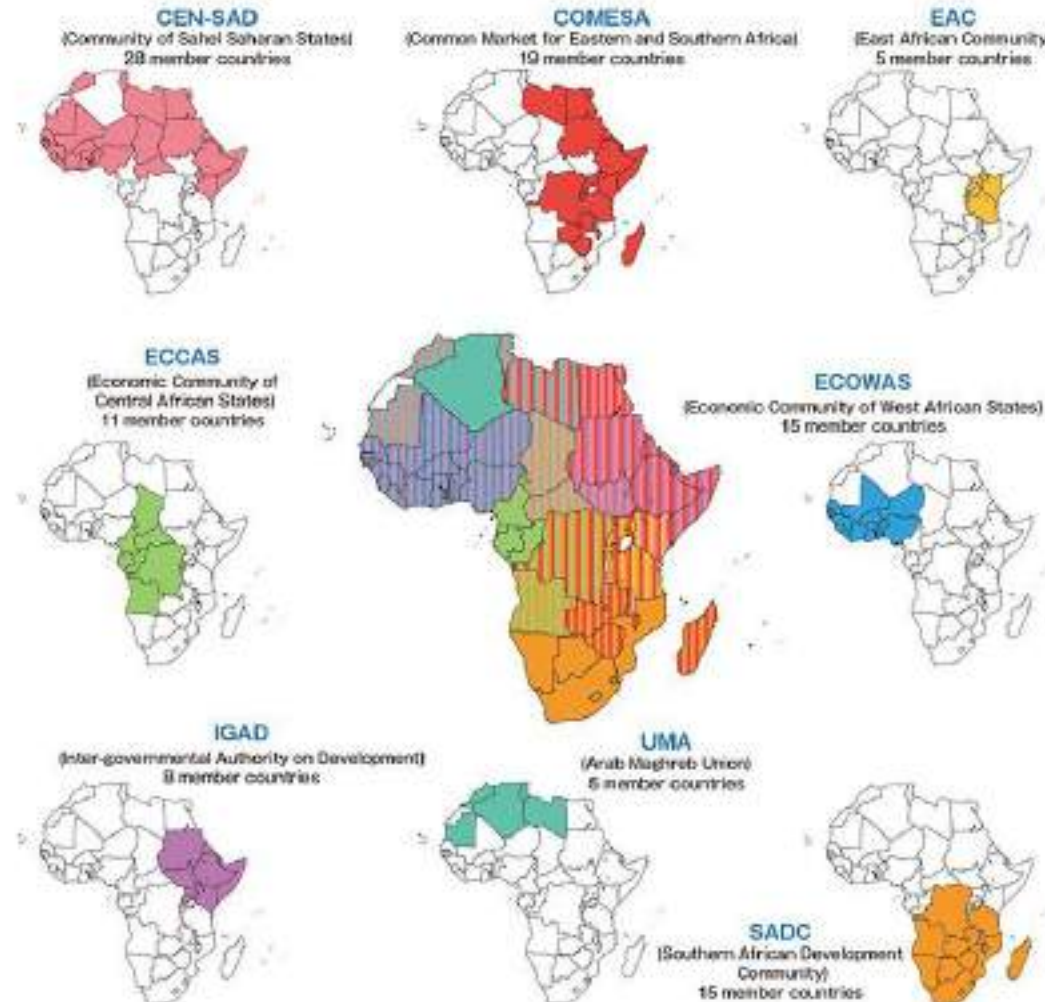 CEN-SAD
(Community of Sahel Saharan States)
28 member countries
COMESA
(Common Market for Eastern and Southern Africa)
19 member countries
EAC
(East African Community
5 member countries
ECCAS
(Economic Community of
Central African States)
11 member countries
ECOWAS
(Economic Community of West African States)
15 member countries
IGAD
(Inter-governmental Authority on Development)
8 member countries
UMA
(Arab Maghreb Union)
5 member countries
SADC
(Southern African Development
Community)
15 member countries